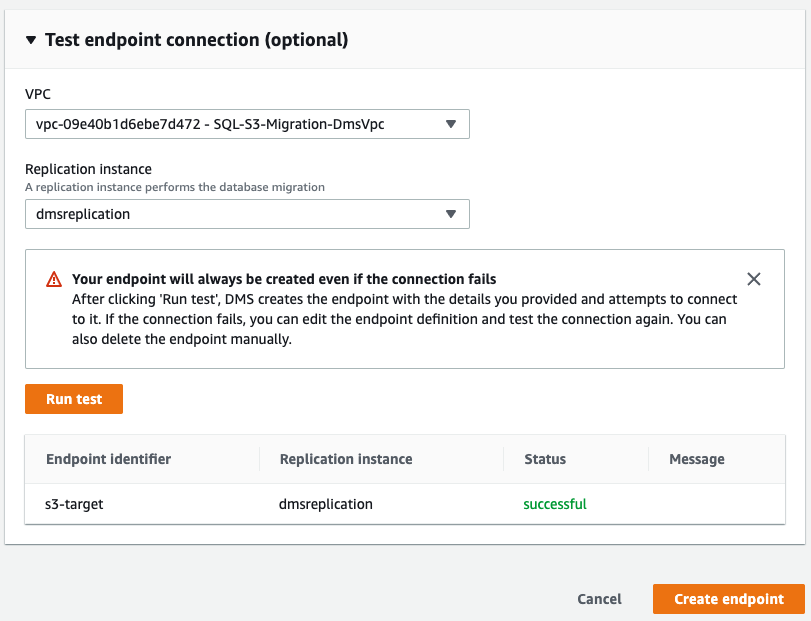 Test endpoint connection (optional)
VPC
vpc-09e40b1d6ebe7d472 - SQL-S3-Migration-DmsVpc
Replication instance
A replication instance performs the database migration
dmsreplication
Your endpoint will always be created even if the connection fails
After clicking 'Run test', DMS creates the endpoint with the details you provided and attempts to connect
to it. If the connection fails, you can edit the endpoint definition and test the connection again. You can
also delete the endpoint manually.
Run test
Endpoint identifier Replication instance Status Message
s3-target dmsreplication successful
Cancel Create endpoint